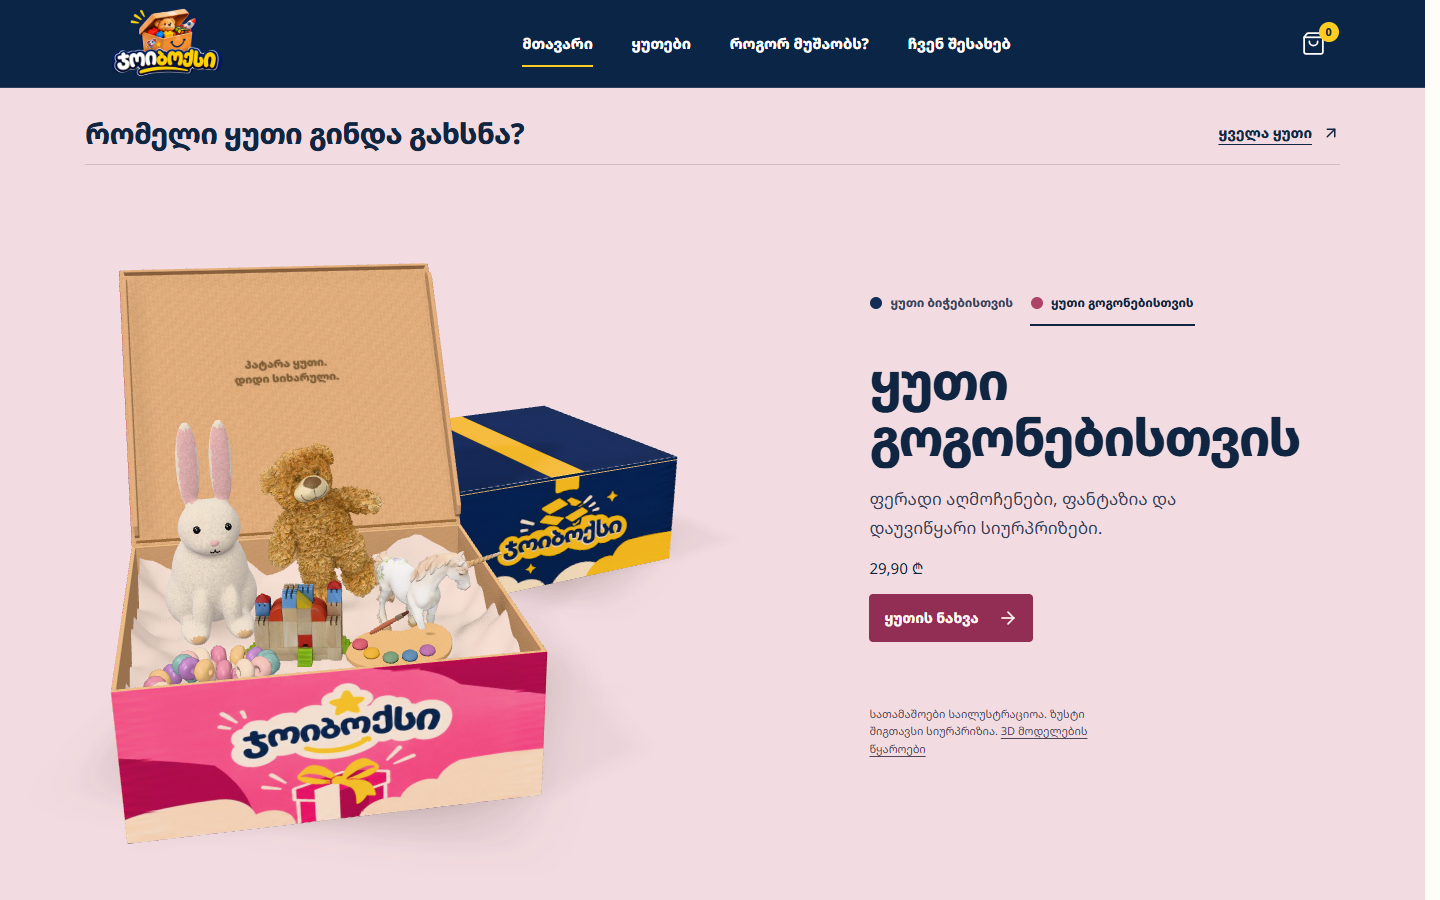 ჯოიბოქსი
მთავარი
ყუთები
როგორ მუშაობს?
ჩვენ შესახებ
0
რომელი ყუთი გინდა გახსნა?
ყველა ყუთი
პატარა ყუთი.
დიდი სიხარული.
ჯოიბოქსი
ჯოიბოქსი
ყუთი ბიჭებისთვის
ყუთი გოგონებისთვის
ყუთი
გოგონებისთვის
ფერადი აღმოჩენები, ფანტაზია და
დაუვიწყარი სიურპრიზები.
29,90 ₾
ყუთის ნახვა
სათამაშოები საილუსტრაციოა. ზუსტი
შიგთავსი სიურპრიზია. 3D მოდელების
წყაროები